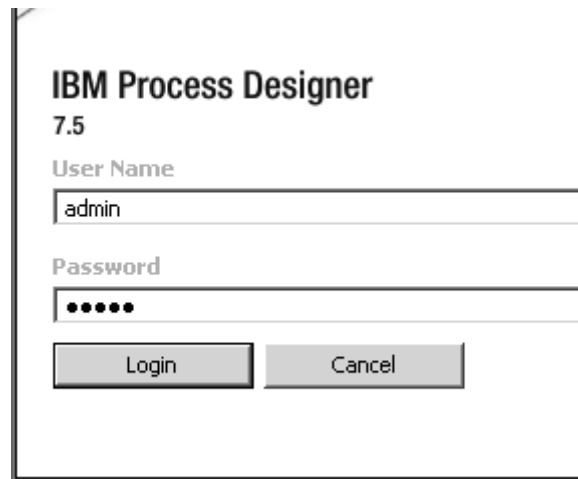 IBM Process Designer
7.5
User Name
admin
Password
●●●●●
Login Cancel